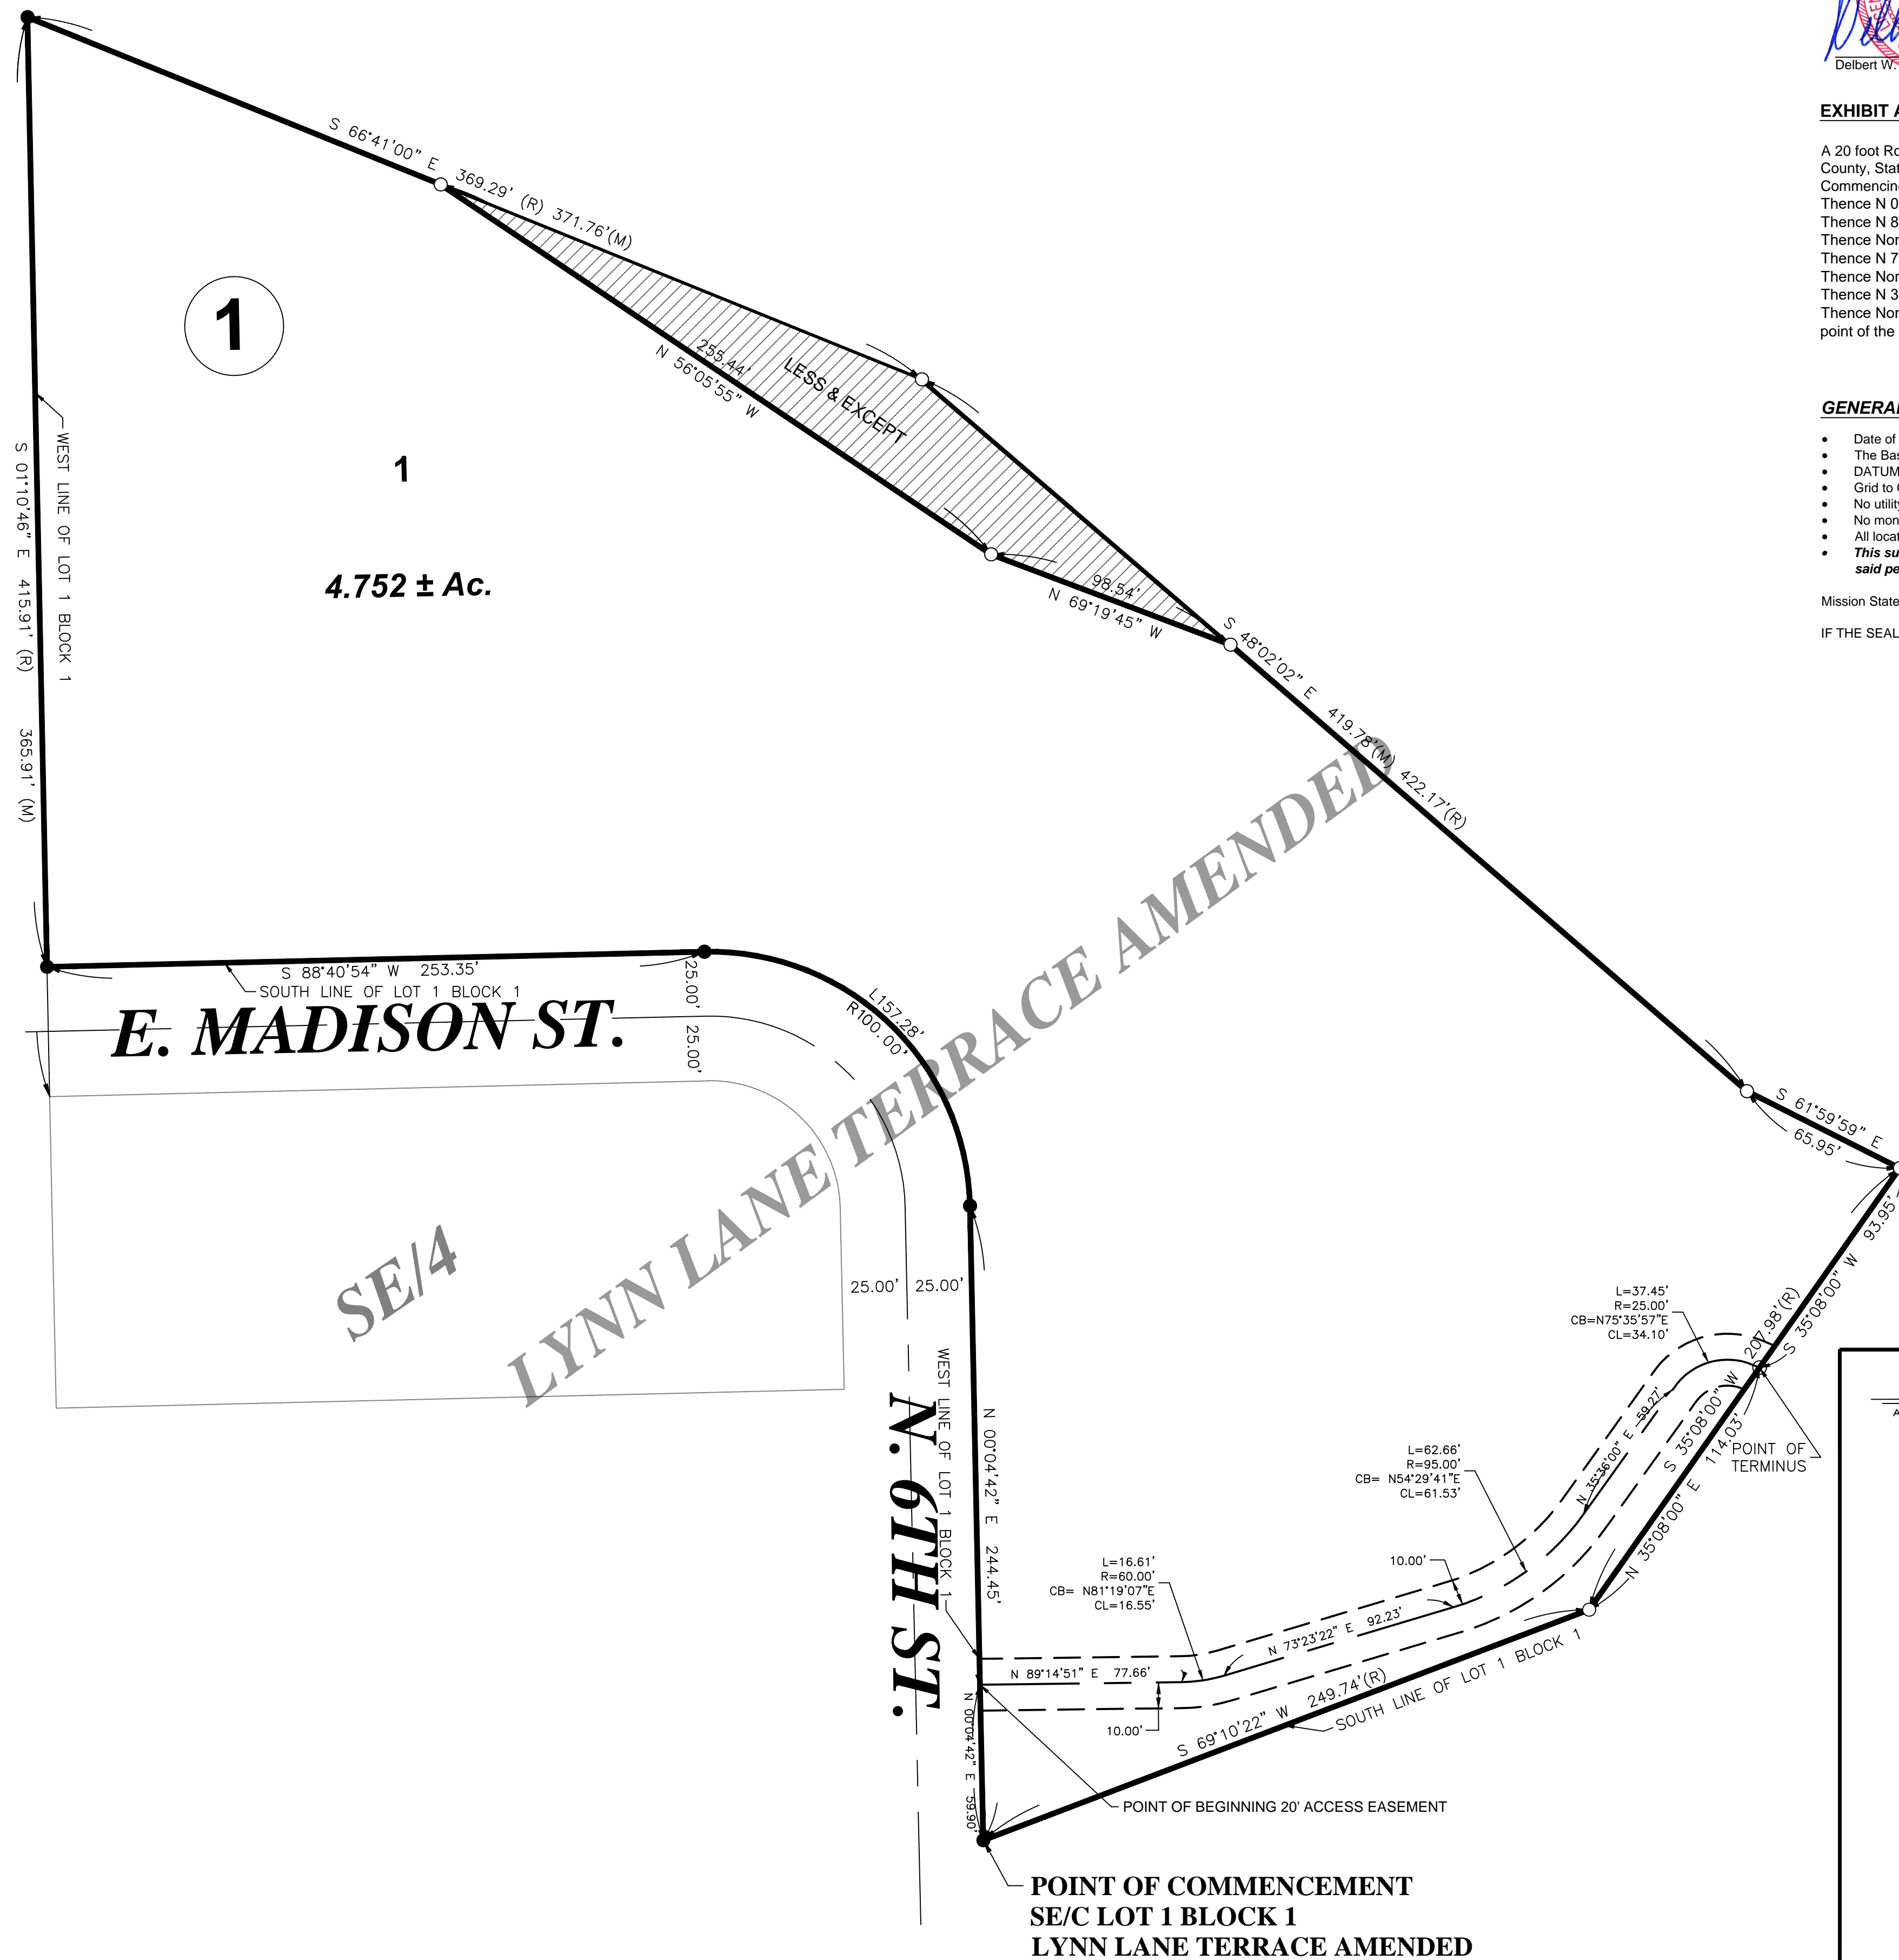 Delbert W.
EXHIBIT A
A 20 foot Ro
County, Stat
Commencing
Thence N 0
Thence N 8
Thence Nor
Thence N 7
Thence Nor
Thence N 3
Thence Nor
point of the
GENERAL
• Date of
• The Bas
• DATUM
• Grid to
• No utility
• No mon
• All locat
• This su
said pe
Mission State
IF THE SEAL
S 66°41'00" E 369.29' (R) 371.76'(M)
1
255.44'
N 56°05'55" W
LESS & EXCEPT
WEST LINE OF LOT 1 BLOCK 1
S 01°10'46" E 415.91' (R) 365.91' (M)
1
4.752 ± Ac.
98.54'
N 69°19'45" W
S 48°02'02" E 419.78'(M) 422.17'(R)
LYNN LANE TERRACE AMENDED
S 88°40'54" W 253.35'
SOUTH LINE OF LOT 1 BLOCK 1
E. MADISON ST.
25.00' 25.00'
L157.28'
R100.00'
S 61°59'59" E
65.95'
93.95'
S 35°08'00" W
207.98'(R)
SE/4
25.00' 25.00'
L=37.45'
R=25.00'
CB=N75°35'57"E
CL=34.10'
WEST LINE OF LOT 1 BLOCK 1
N. 6TH ST.
N 00°04'42" E 244.45'
N 35°36'00" E 59.27'
S 35°08'00" W
114.03'
N 35°08'00" E
POINT OF
TERMINUS
L=62.66'
R=95.00'
CB= N54°29'41"E
CL=61.53'
10.00'
L=16.61'
R=60.00'
CB= N81°19'07"E
CL=16.55'
N 73°23'22" E 92.23'
N 89°14'51" E 77.66'
10.00'
N 00°04'42" E 59.90'
S 69°10'22" W 249.74'(R)
SOUTH LINE OF LOT 1 BLOCK 1
POINT OF BEGINNING 20' ACCESS EASEMENT
POINT OF COMMENCEMENT
SE/C LOT 1 BLOCK 1
LYNN LANE TERRACE AMENDED